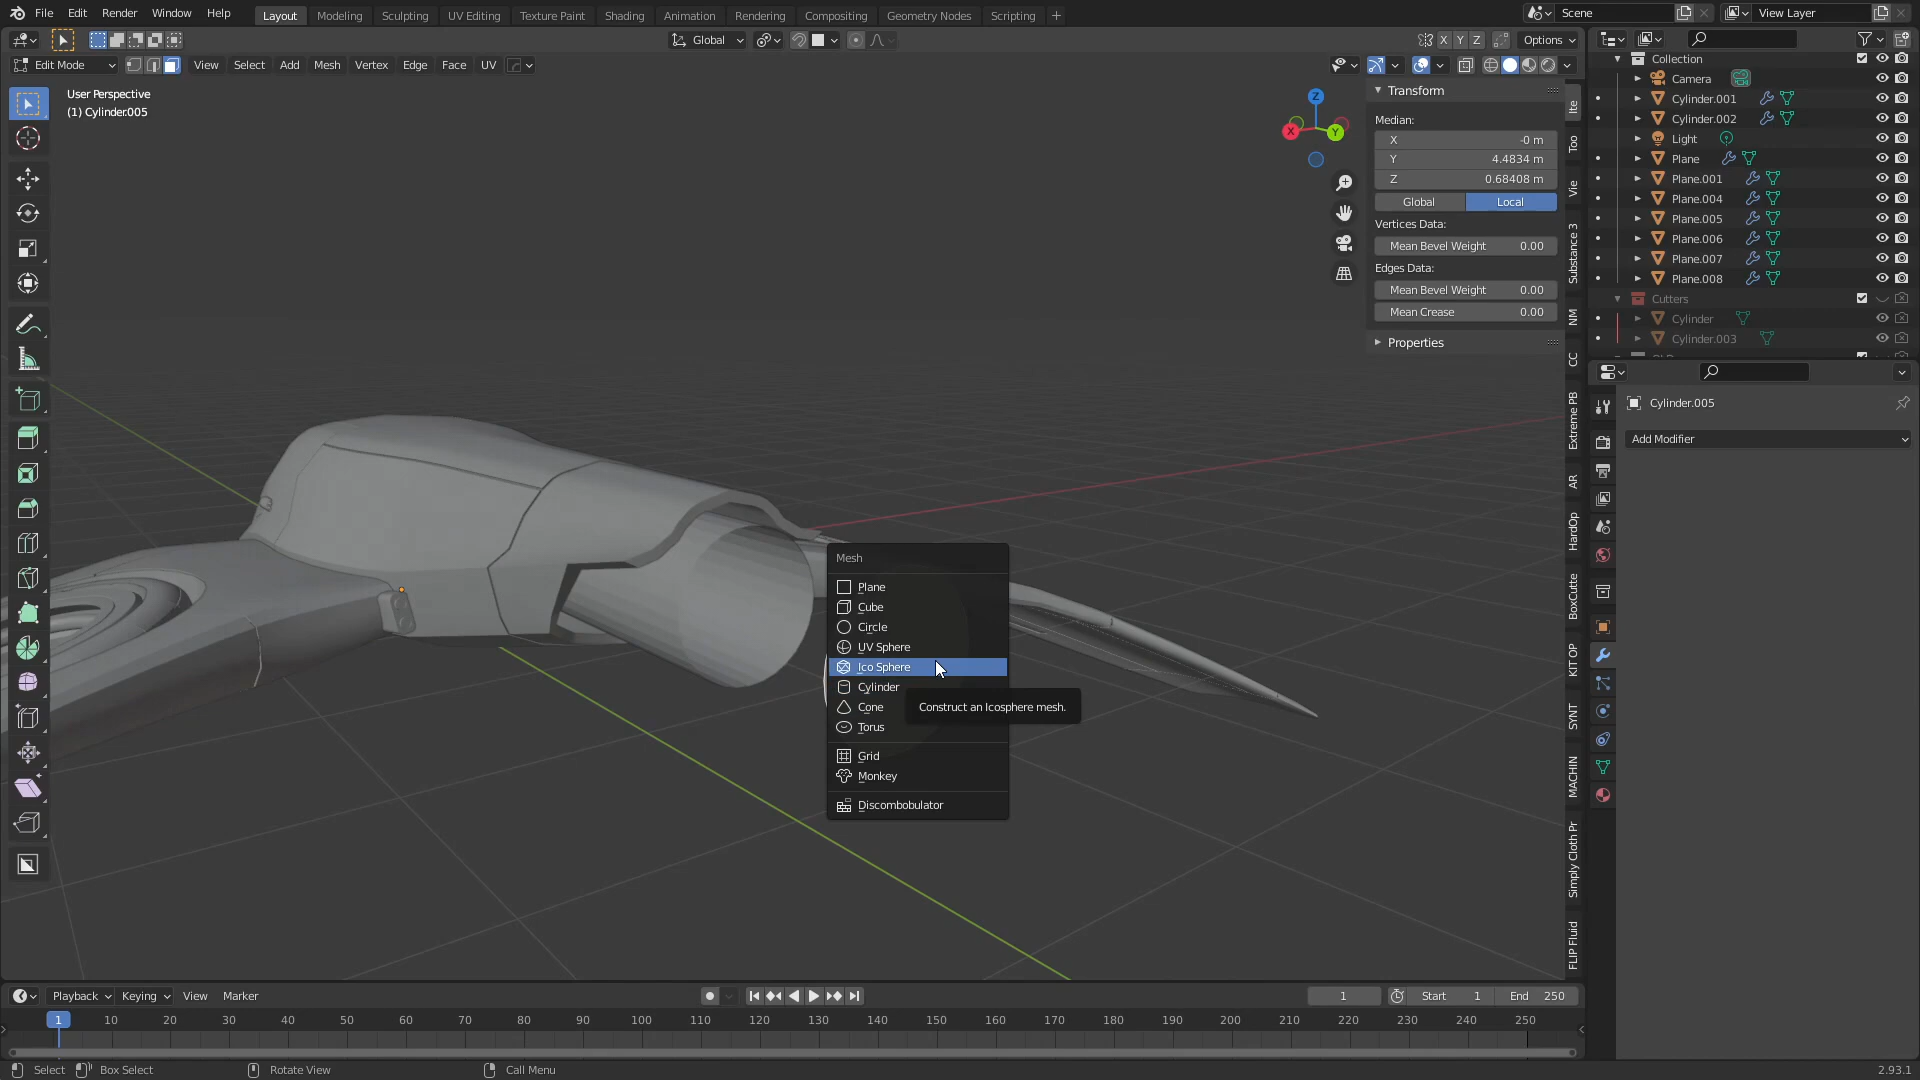 File Edit Render Window Help Layout Modeling Sculpting UV Editing Texture Paint Shading Animation Rendering Compositing Geometry Nodes Scripting + Scene View Layer
Global X Y Z Options
Edit Mode View Select Add Mesh Vertex Edge Face UV
User Perspective
(1) Cylinder.005
Z
X
Y
Transform
Median:
X -0 m
Y 4.4834 m
Z 0.68408 m
Global Local
Vertices Data:
Mean Bevel Weight 0.00
Edges Data:
Mean Bevel Weight 0.00
Mean Crease 0.00
Properties
Ite
Too
Vie
Substance 3
NM
CC
Extreme PB
AR
HardOp
BoxCutte
KIT OP
SYNT
MACHIN
Simply Cloth Pr
FLIP Fluid
Collection
Camera
Cylinder.001
Cylinder.002
Light
Plane
Plane.001
Plane.004
Plane.005
Plane.006
Plane.007
Plane.008
Cutters
Cylinder
Cylinder.003
Cylinder.005
Add Modifier
Mesh
Plane
Cube
Circle
UV Sphere
Ico Sphere
Cylinder
Cone
Torus
Grid
Monkey
Discombobulator
Construct an Icosphere mesh.
Playback Keying View Marker 1 Start 1 End 250
1 10 20 30 40 50 60 70 80 90 100 110 120 130 140 150 160 170 180 190 200 210 220 230 240 250
Select Box Select Rotate View Call Menu 2.93.1